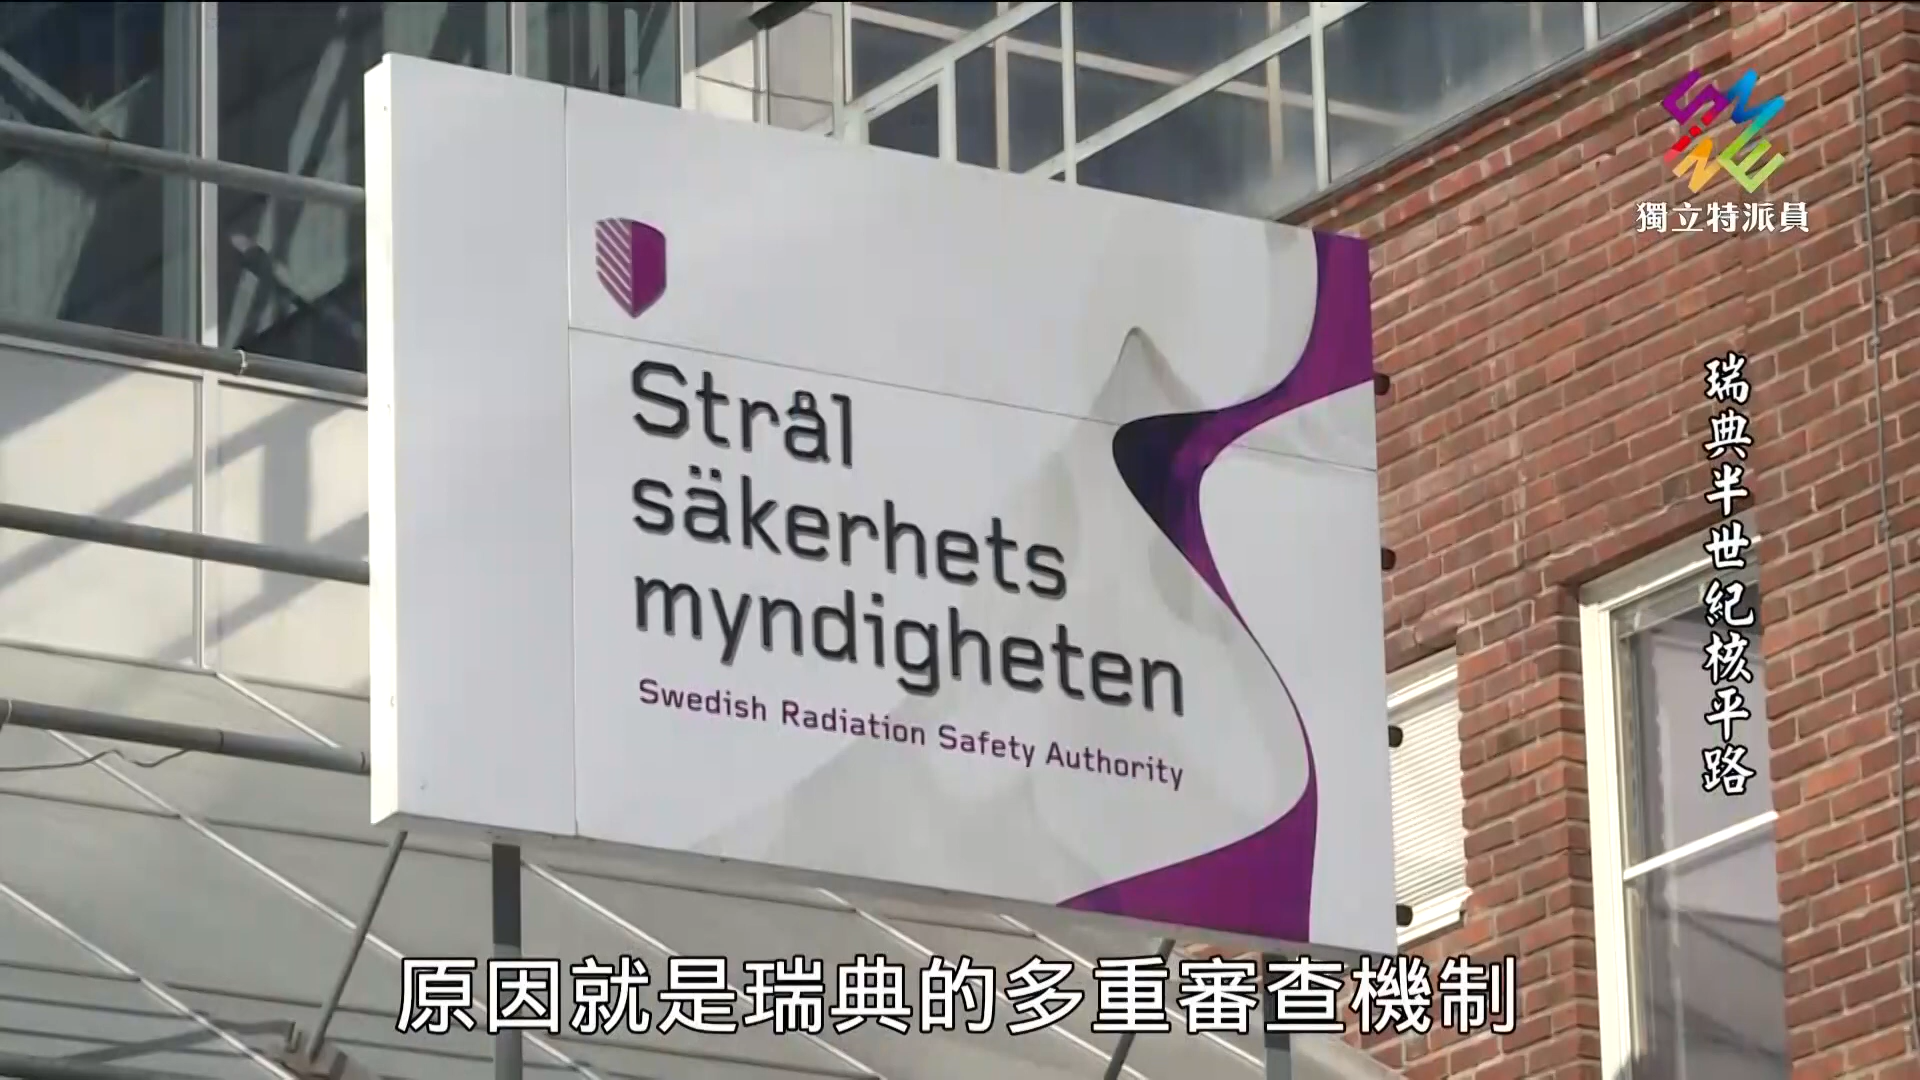 獨立特派員
瑞典半世紀核平路
Strål
säkerhets
myndigheten
Swedish Radiation Safety Authority
原因就是瑞典的多重審查機制